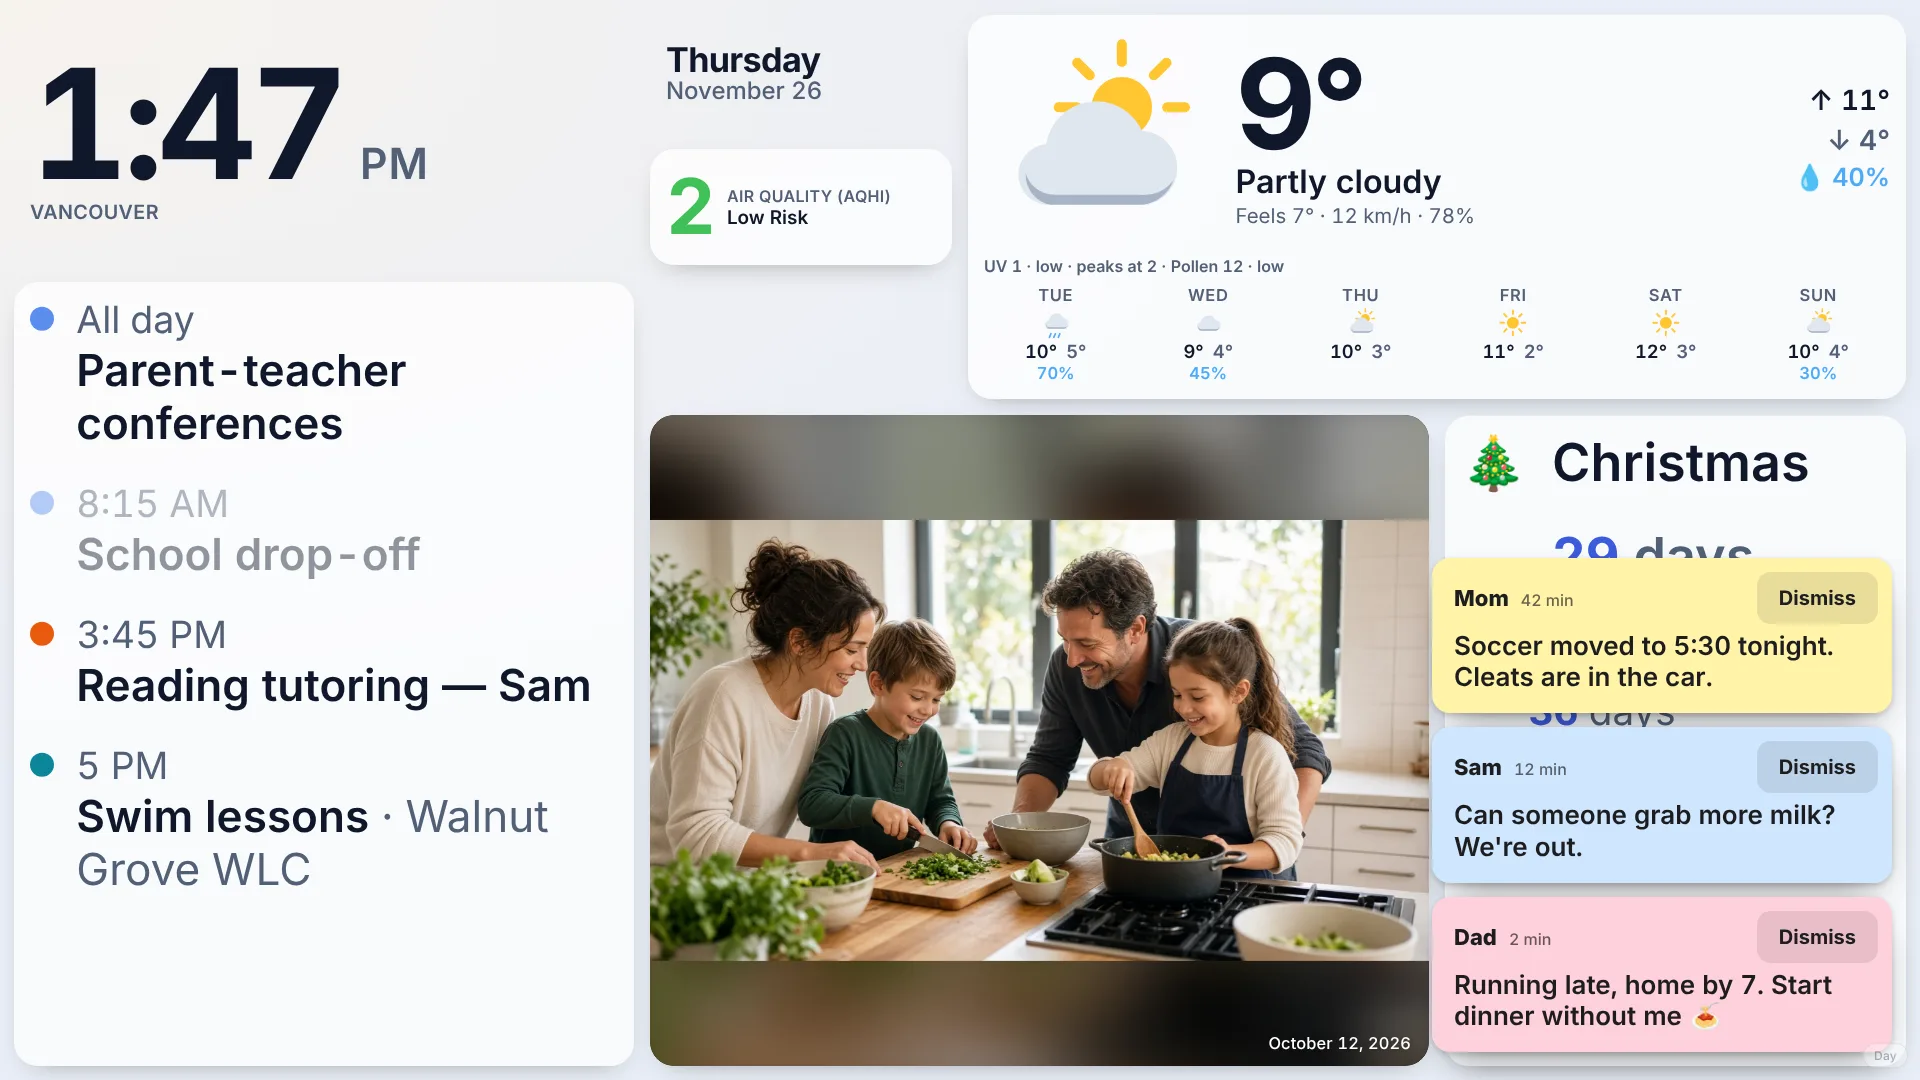 1:47 PM
VANCOUVER
Thursday
November 26
2
AIR QUALITY (AQHI)
Low Risk
9°
Partly cloudy
Feels 7° · 12 km/h · 78%
↑ 11°
↓ 4°
💧 40%
UV 1 · low · peaks at 2 · Pollen 12 · low
TUE WED THU FRI SAT SUN
10° 5° 9° 4° 10° 3° 11° 2° 12° 3° 10° 4°
70% 45% 30%
All day
Parent-teacher
conferences
8:15 AM
School drop-off
3:45 PM
Reading tutoring — Sam
5 PM
Swim lessons · Walnut
Grove WLC
October 12, 2026
🎄 Christmas
29 days
Mom 42 min Dismiss
Soccer moved to 5:30 tonight.
Cleats are in the car.
36 days
Sam 12 min Dismiss
Can someone grab more milk?
We're out.
Dad 2 min Dismiss
Running late, home by 7. Start
dinner without me 🍝
Day